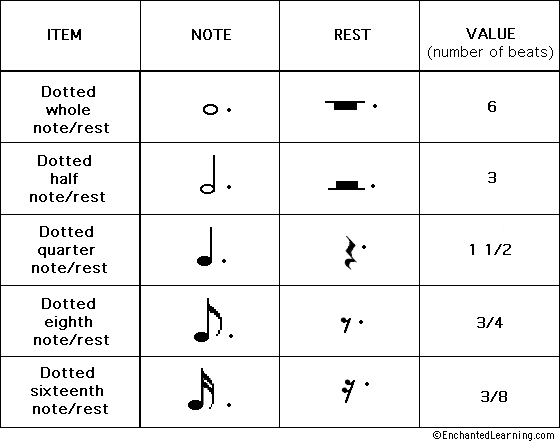 ITEM NOTE REST VALUE
(number of beats)
Dotted
whole
note/rest
6
Dotted
half
note/rest
3
Dotted
quarter
note/rest
1 1/2
Dotted
eighth
note/rest
3/4
Dotted
sixteenth
note/rest
3/8
©EnchantedLearning.com